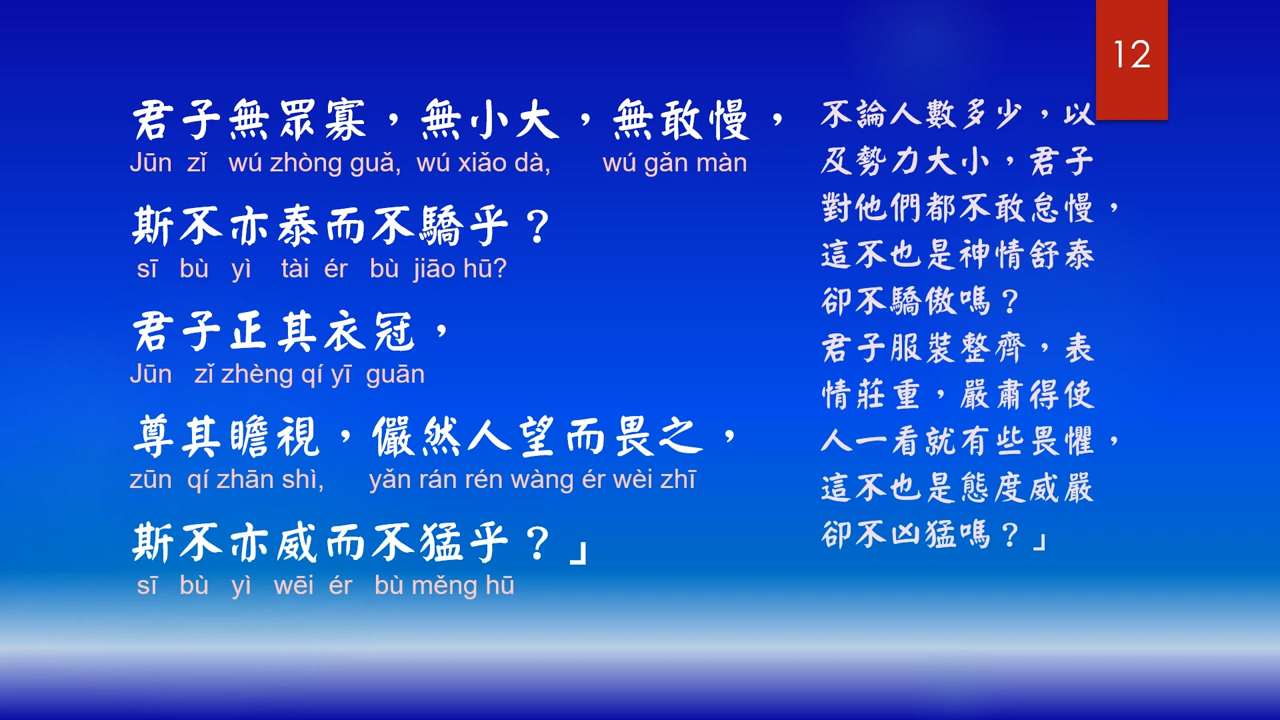 12
君子無眾寡，無小大，無敢慢，
Jūn zǐ wú zhòng guǎ, wú xiǎo dà, wú gǎn màn
斯不亦泰而不驕乎？
sī bù yì tài ér bù jiāo hū?
君子正其衣冠，
Jūn zǐ zhèng qí yī guān
尊其瞻視，儼然人望而畏之，
zūn qí zhān shì, yǎn rán rén wàng ér wèi zhī
斯不亦威而不猛乎？」
sī bù yì wēi ér bù měng hū
不論人數多少，以
及勢力大小，君子
對他們都不敢怠慢，
這不也是神情舒泰
卻不驕傲嗎？
君子服裝整齊，表
情莊重，嚴肅得使
人一看就有些畏懼，
這不也是態度威嚴
卻不凶猛嗎？」